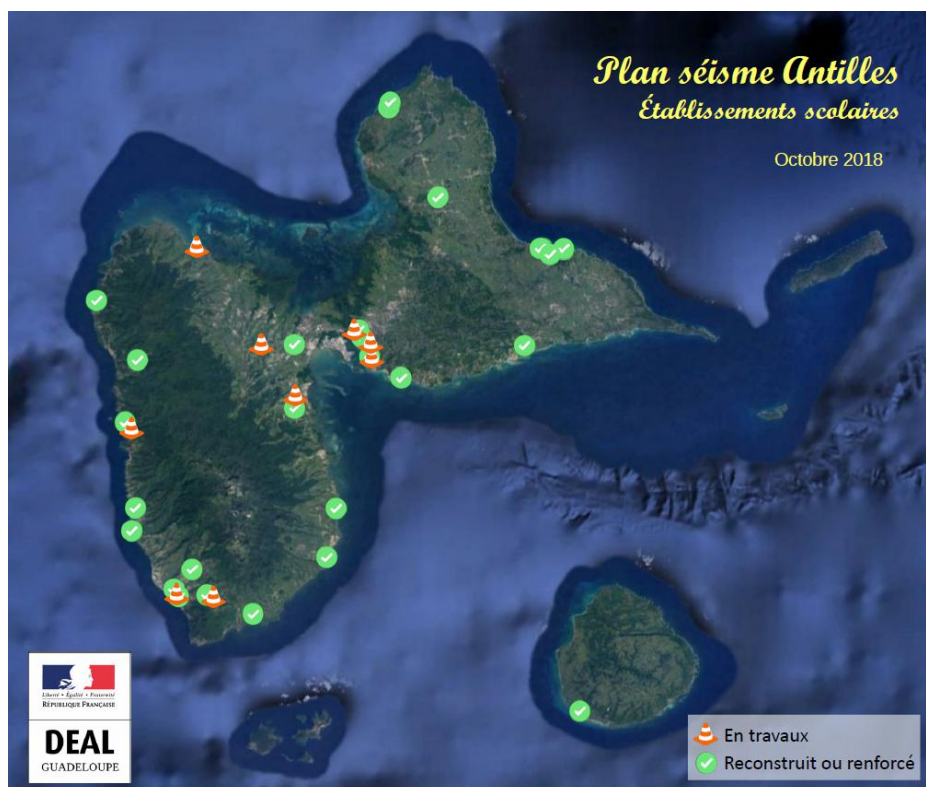 Plan séisme Antilles
Établissements scolaires
Octobre 2018
Liberté • Égalité • Fraternité
RÉPUBLIQUE FRANÇAISE
DEAL
GUADELOUPE
En travaux
Reconstruit ou renforcé